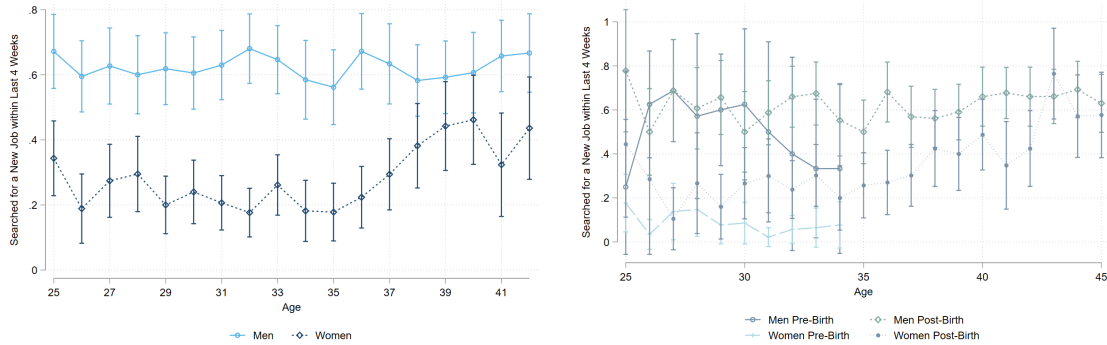 Searched for a New Job within Last 4 Weeks
.8
.6
.4
.2
0
25 27 29 31 33 35 37 39 41
Age
Men Women
Searched for a New Job within Last 4 Weeks
1
.8
.6
.4
.2
0
25 30 35 40 45
Age
Men Pre-Birth Men Post-Birth
Women Pre-Birth Women Post-Birth